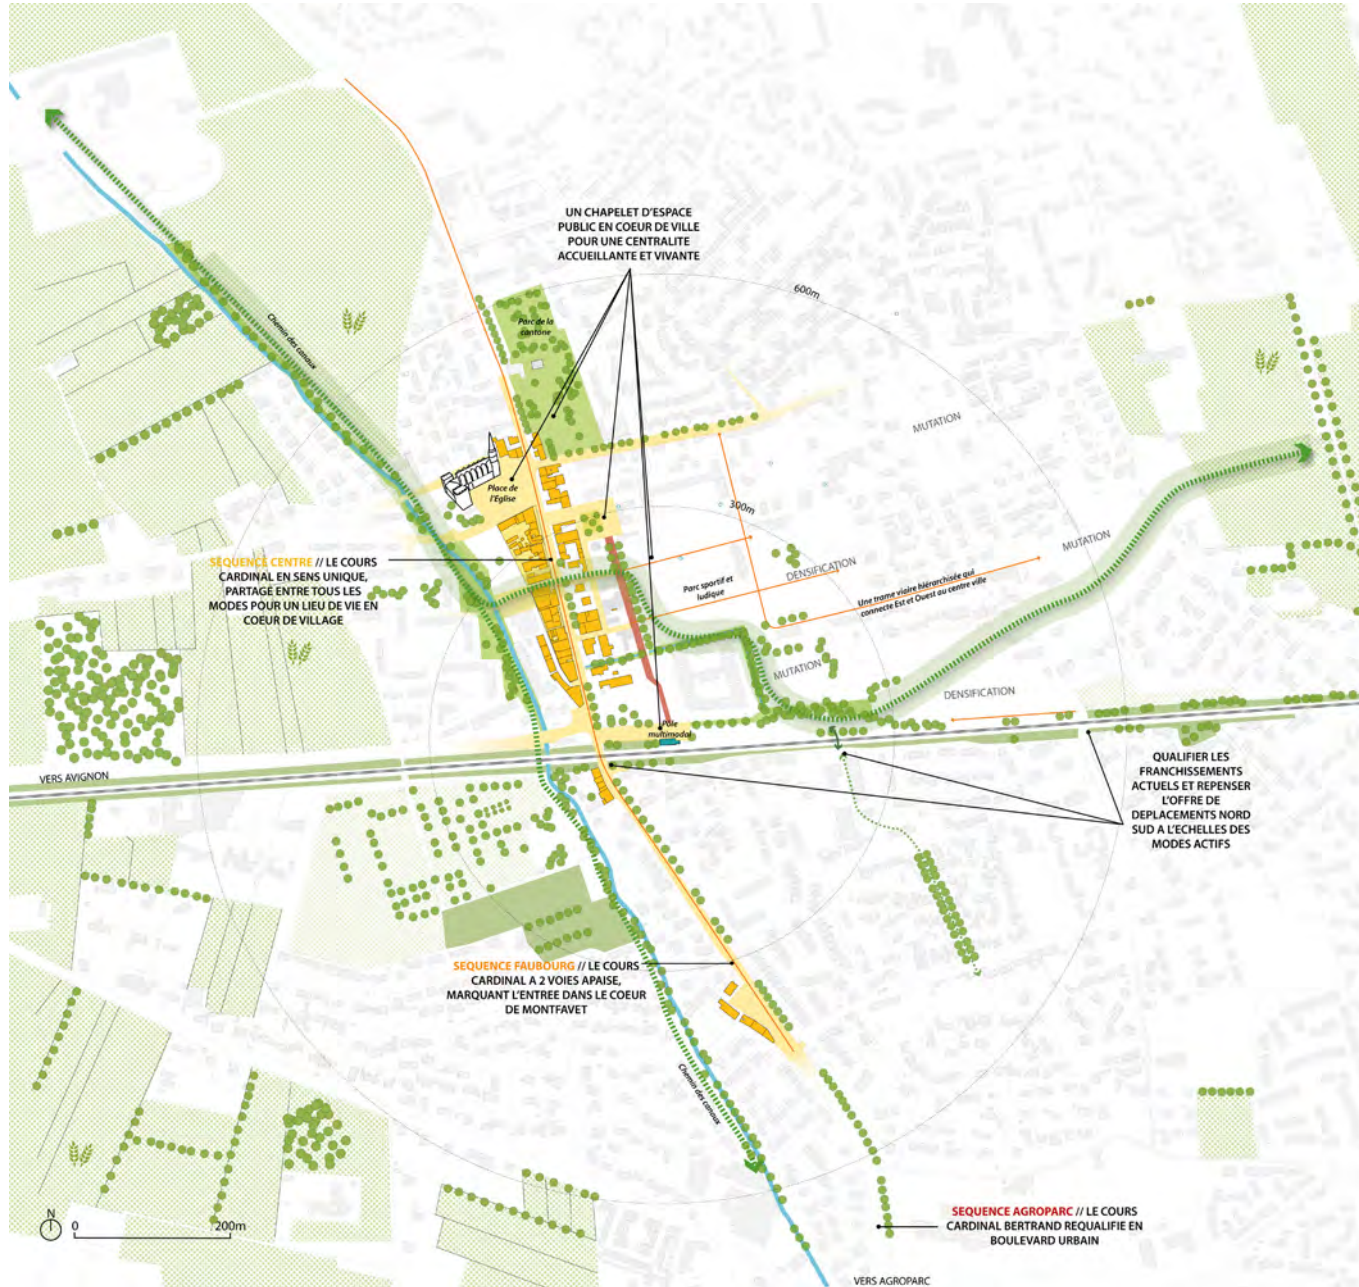 UN CHAPELET D'ESPACE
PUBLIC EN COEUR DE VILLE
POUR UNE CENTRALITE
ACCUEILLANTE ET VIVANTE
600m
Parc de la
cantone
Chemin des canaux
MUTATION
Place de
l'Eglise
300m
MUTATION
SEQUENCE CENTRE // LE COURS
CARDINAL EN SENS UNIQUE,
PARTAGE ENTRE TOUS LES
MODES POUR UN LIEU DE VIE EN
COEUR DE VILLAGE
DENSIFICATION
Parc sportif et
ludique
Une trame viaire hiérarchisée qui
connecte Est et Ouest au centre ville
MUTATION
DENSIFICATION
Pôle
multimodal
VERS AVIGNON
QUALIFIER LES
FRANCHISSEMENTS
ACTUELS ET REPENSER
L'OFFRE DE
DEPLACEMENTS NORD
SUD A L'ECHELLES DES
MODES ACTIFS
SEQUENCE FAUBOURG // LE COURS
CARDINAL A 2 VOIES APAISE,
MARQUANT L'ENTREE DANS LE COEUR
DE MONTFAVET
Chemin des canaux
N
0 200m
SEQUENCE AGROPARC // LE COURS
CARDINAL BERTRAND REQUALIFIE EN
BOULEVARD URBAIN
VERS AGROPARC